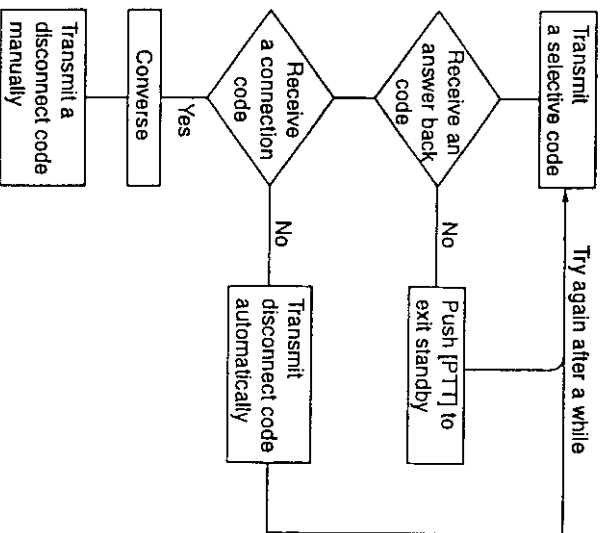 Transmit
a selective code
Try again after a while
Receive an
answer back
code
No
Push [PTT] to
exit standby
Receive
a connection
code
No
Transmit
disconnect code
automatically
Yes
Converse
Transmit a
disconnect code
manually